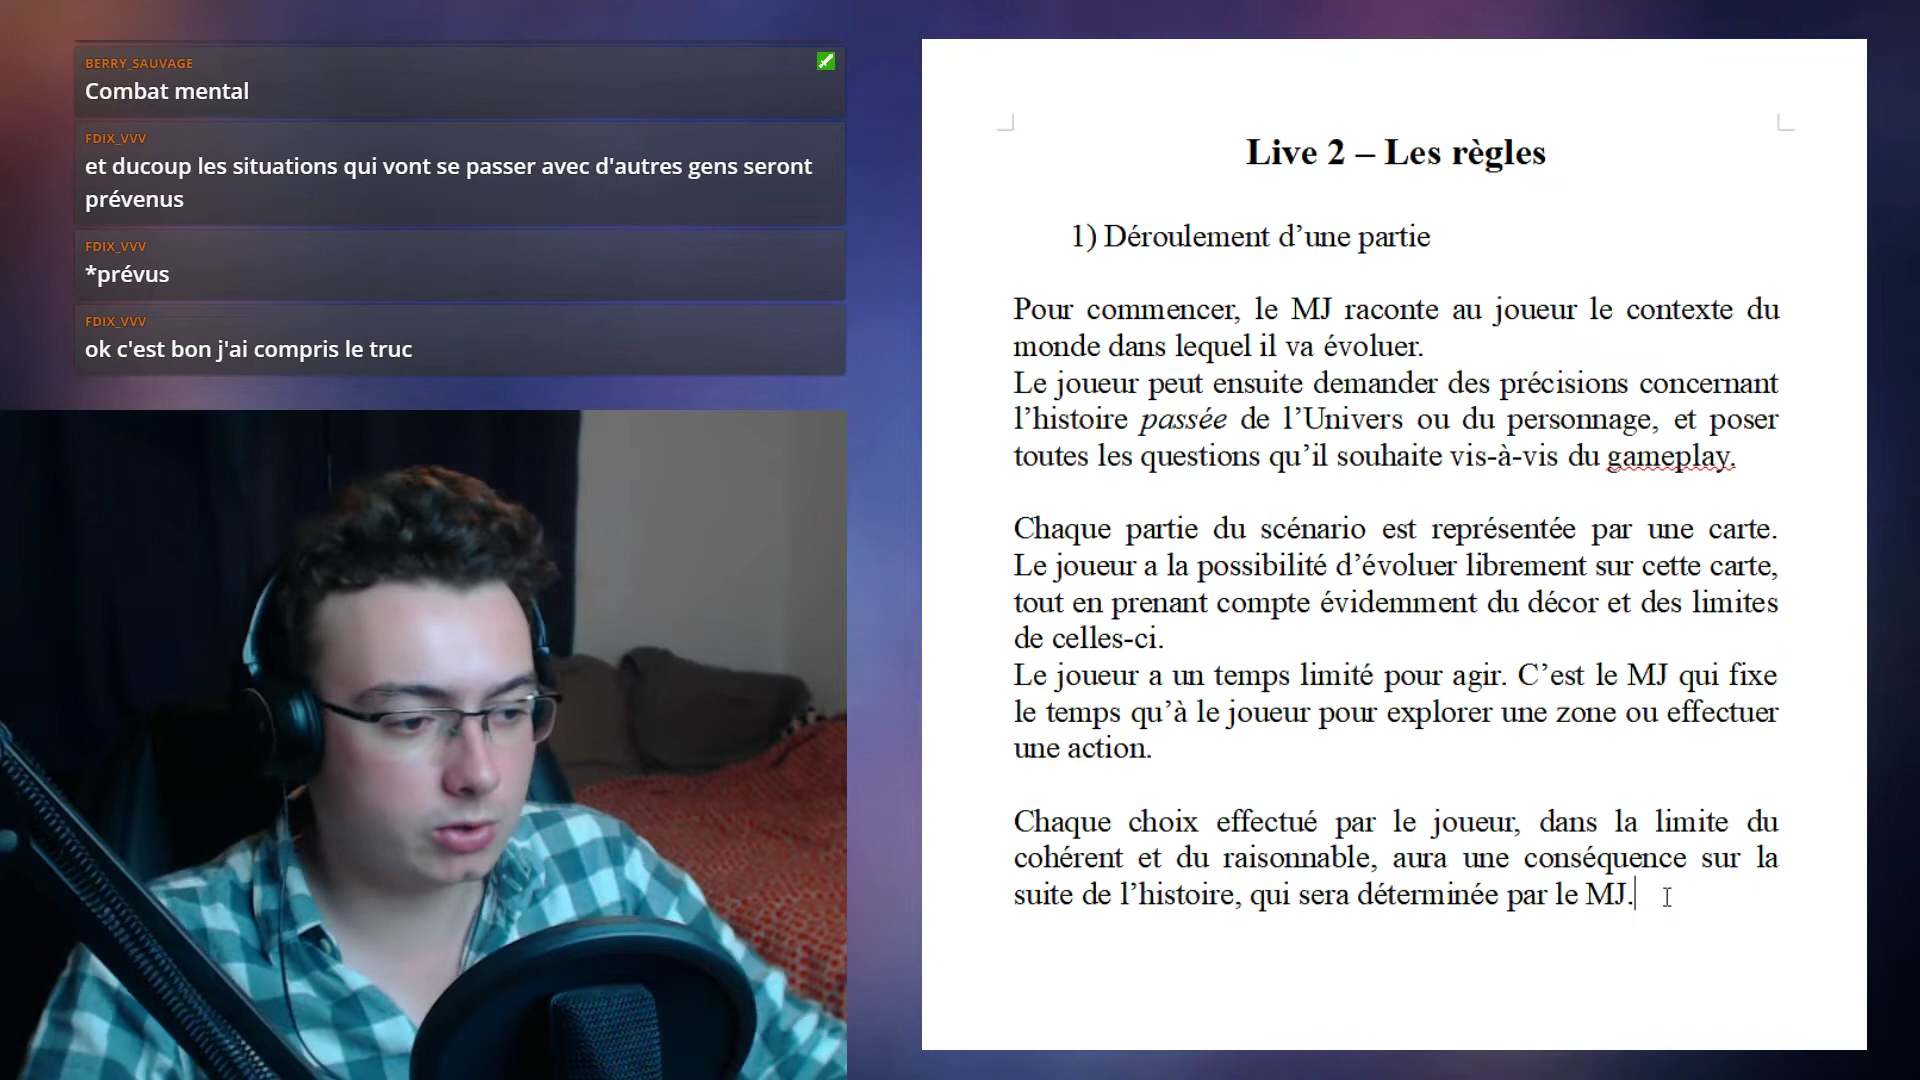 BERRY_SAUVAGE
Combat mental
FDIX_VVV
et ducoup les situations qui vont se passer avec d'autres gens seront
prévenus
FDIX_VVV
*prévus
FDIX_VVV
ok c'est bon j'ai compris le truc
Live 2 – Les règles
1) Déroulement d’une partie
Pour commencer, le MJ raconte au joueur le contexte du
monde dans lequel il va évoluer.
Le joueur peut ensuite demander des précisions concernant
l’histoire passée de l’Univers ou du personnage, et poser
toutes les questions qu’il souhaite vis-à-vis du gameplay.
Chaque partie du scénario est représentée par une carte.
Le joueur a la possibilité d’évoluer librement sur cette carte,
tout en prenant compte évidemment du décor et des limites
de celles-ci.
Le joueur a un temps limité pour agir. C’est le MJ qui fixe
le temps qu’à le joueur pour explorer une zone ou effectuer
une action.
Chaque choix effectué par le joueur, dans la limite du
cohérent et du raisonnable, aura une conséquence sur la
suite de l’histoire, qui sera déterminée par le MJ.